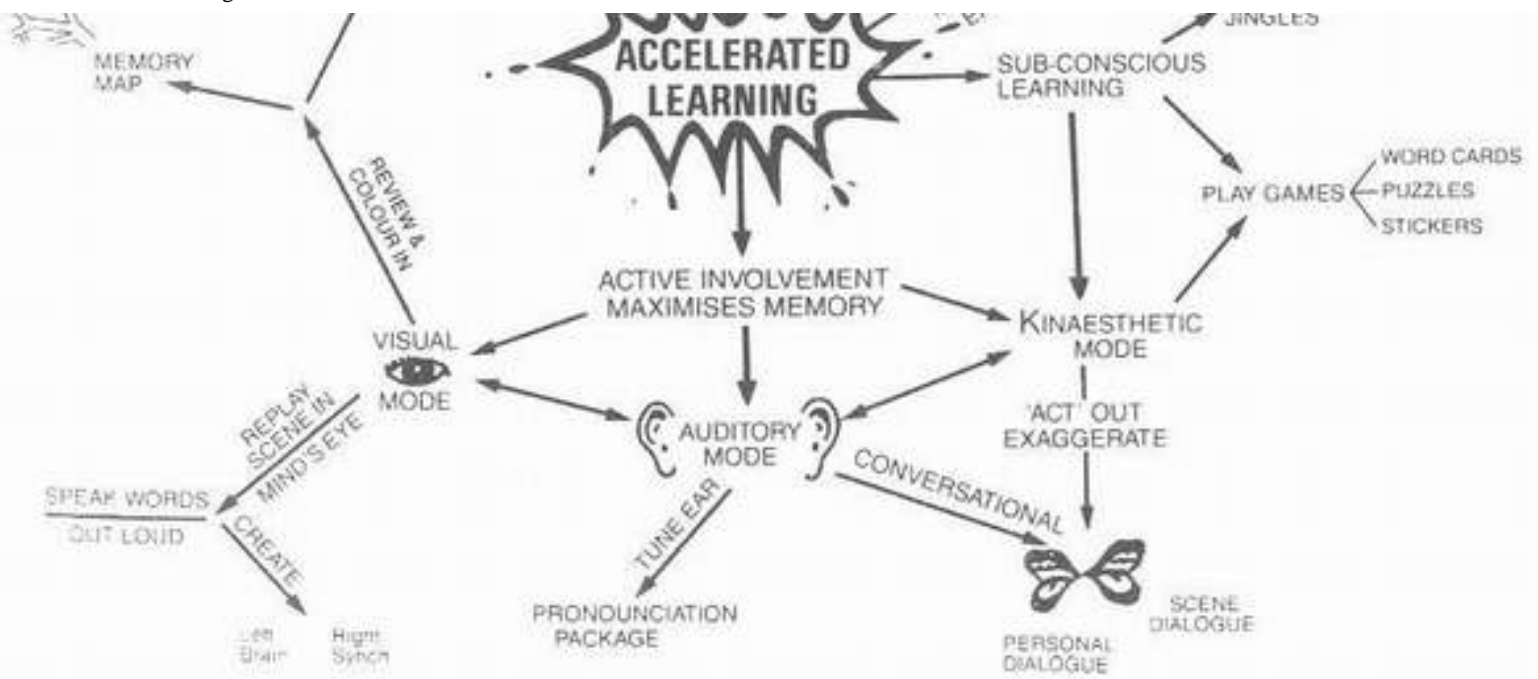 JINGLES
ACCELERATED
LEARNING
MEMORY
MAP
SUB-CONSCIOUS
LEARNING
WORD CARDS
PLAY GAMES
PUZZLES
STICKERS
REVIEW &
COLOUR IN
ACTIVE INVOLVEMENT
MAXIMISES MEMORY
VISUAL
MODE
KINAESTHETIC
MODE
REPLAY
SCENE IN
MIND'S EYE
AUDITORY
MODE
'ACT' OUT
EXAGGERATE
CONVERSATIONAL
SPEAK WORDS
OUT LOUD
CREATE
TUNE EAR
Left
Brain
Right
Synch
PRONOUNCIATION
PACKAGE
SCENE
DIALOGUE
PERSONAL
DIALOGUE